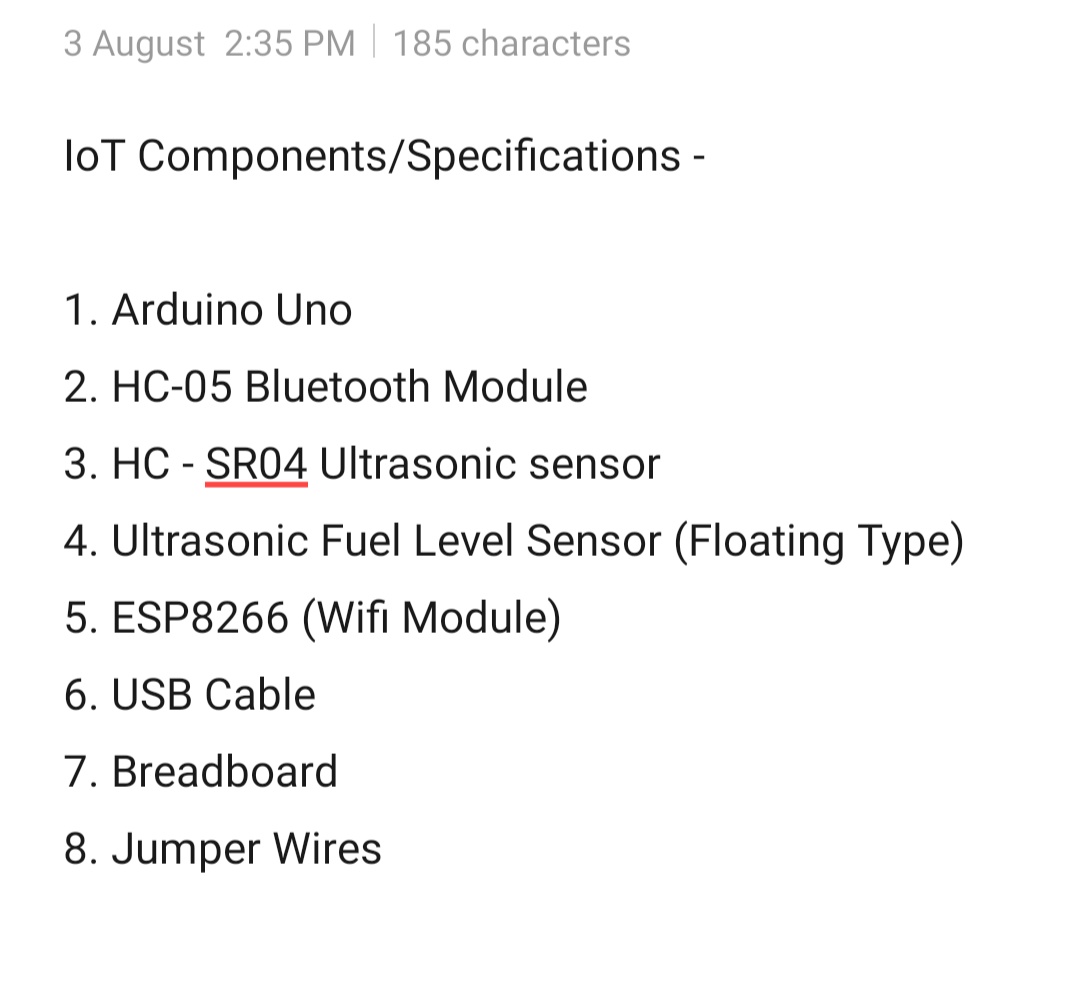 3 August 2:35 PM | 185 characters
IoT Components/Specifications -
1. Arduino Uno
2. HC-05 Bluetooth Module
3. HC - SR04 Ultrasonic sensor
4. Ultrasonic Fuel Level Sensor (Floating Type)
5. ESP8266 (Wifi Module)
6. USB Cable
7. Breadboard
8. Jumper Wires